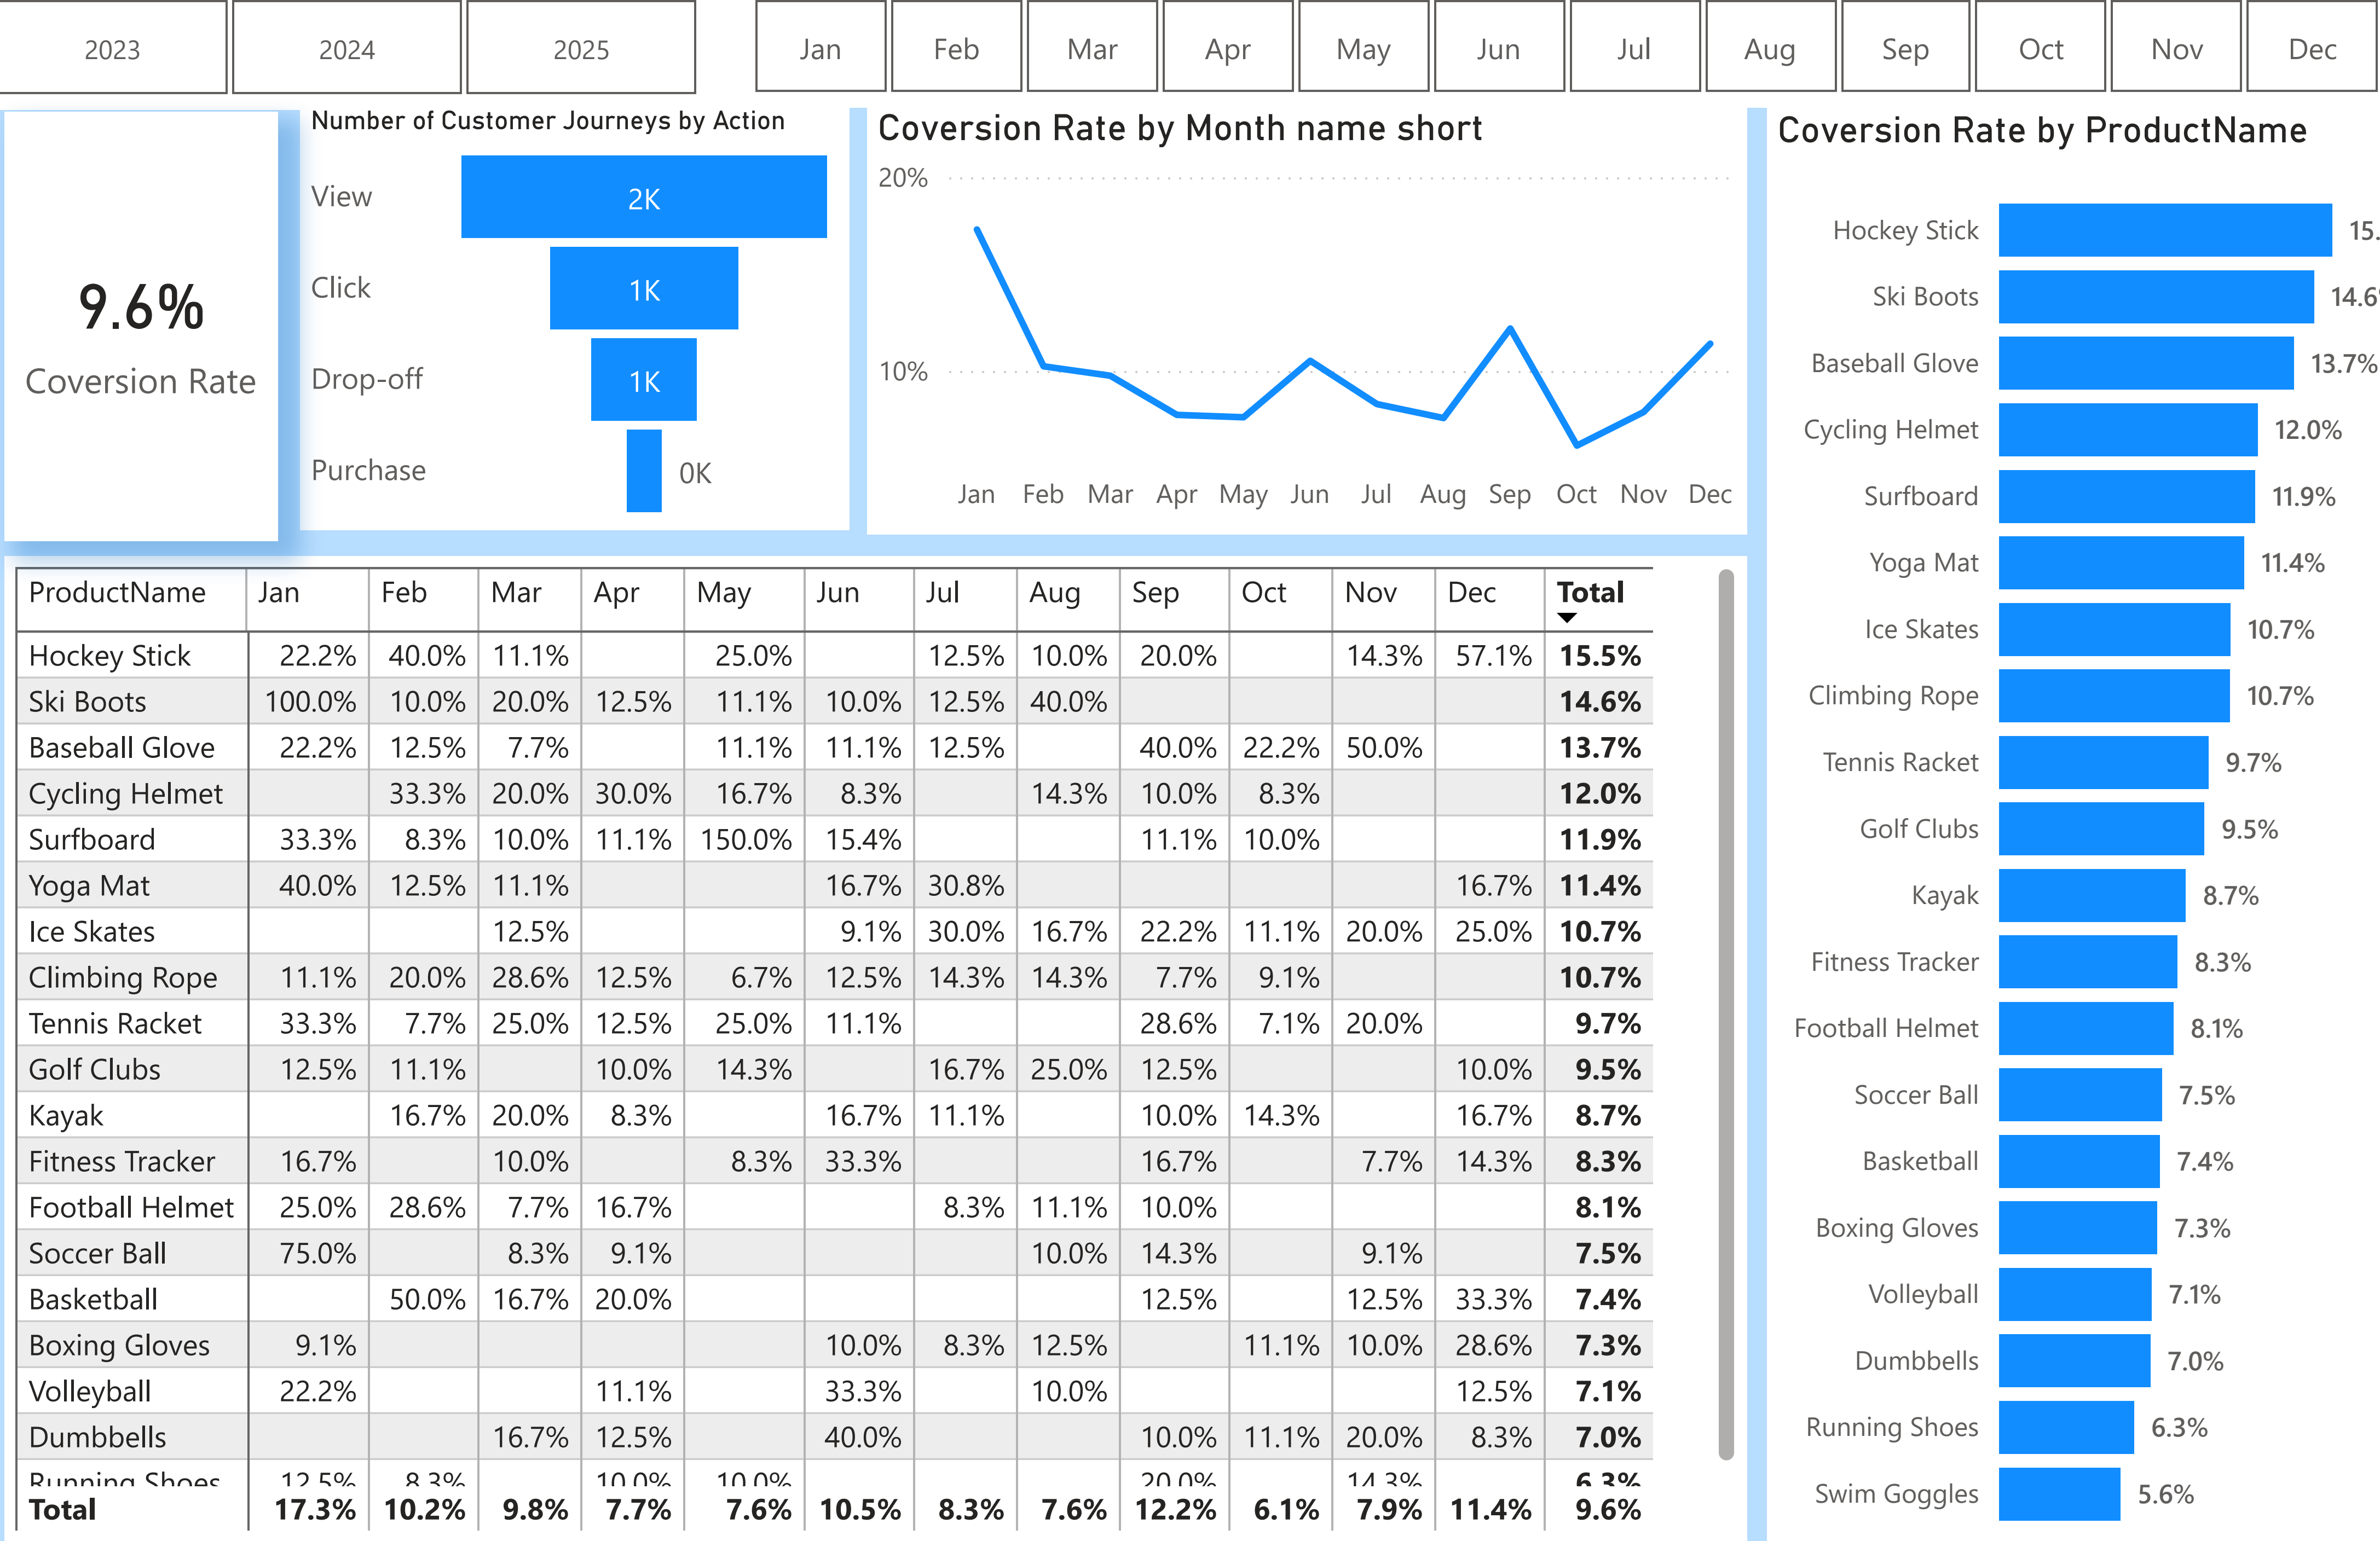 2023 2024 2025 Jan Feb Mar Apr May Jun Jul Aug Sep Oct Nov Dec
9.6%
Coversion Rate
Number of Customer Journeys by Action
View 2K
Click 1K
Drop-off 1K
Purchase 0K
Coversion Rate by Month name short
20%
10%
Jan Feb Mar Apr May Jun Jul Aug Sep Oct Nov Dec
ProductName Jan Feb Mar Apr May Jun Jul Aug Sep Oct Nov Dec Total
Hockey Stick 22.2% 40.0% 11.1% 25.0% 12.5% 10.0% 20.0% 14.3% 57.1% 15.5%
Ski Boots 100.0% 10.0% 20.0% 12.5% 11.1% 10.0% 12.5% 40.0% 14.6%
Baseball Glove 22.2% 12.5% 7.7% 11.1% 11.1% 12.5% 40.0% 22.2% 50.0% 13.7%
Cycling Helmet 33.3% 20.0% 30.0% 16.7% 8.3% 14.3% 10.0% 8.3% 12.0%
Surfboard 33.3% 8.3% 10.0% 11.1% 150.0% 15.4% 11.1% 10.0% 11.9%
Yoga Mat 40.0% 12.5% 11.1% 16.7% 30.8% 16.7% 11.4%
Ice Skates 12.5% 9.1% 30.0% 16.7% 22.2% 11.1% 20.0% 25.0% 10.7%
Climbing Rope 11.1% 20.0% 28.6% 12.5% 6.7% 12.5% 14.3% 14.3% 7.7% 9.1% 10.7%
Tennis Racket 33.3% 7.7% 25.0% 12.5% 25.0% 11.1% 28.6% 7.1% 20.0% 9.7%
Golf Clubs 12.5% 11.1% 10.0% 14.3% 16.7% 25.0% 12.5% 10.0% 9.5%
Kayak 16.7% 20.0% 8.3% 16.7% 11.1% 10.0% 14.3% 16.7% 8.7%
Fitness Tracker 16.7% 10.0% 8.3% 33.3% 16.7% 7.7% 14.3% 8.3%
Football Helmet 25.0% 28.6% 7.7% 16.7% 8.3% 11.1% 10.0% 8.1%
Soccer Ball 75.0% 8.3% 9.1% 10.0% 14.3% 9.1% 7.5%
Basketball 50.0% 16.7% 20.0% 12.5% 12.5% 33.3% 7.4%
Boxing Gloves 9.1% 10.0% 8.3% 12.5% 11.1% 10.0% 28.6% 7.3%
Volleyball 22.2% 11.1% 33.3% 10.0% 12.5% 7.1%
Dumbbells 16.7% 12.5% 40.0% 10.0% 11.1% 20.0% 8.3% 7.0%
Running Shoes 12.5% 8.3% 10.0% 10.0% 20.0% 14.3% 6.3%
Total 17.3% 10.2% 9.8% 7.7% 7.6% 10.5% 8.3% 7.6% 12.2% 6.1% 7.9% 11.4% 9.6%
Coversion Rate by ProductName
Hockey Stick 15.
Ski Boots 14.6
Baseball Glove 13.7%
Cycling Helmet 12.0%
Surfboard 11.9%
Yoga Mat 11.4%
Ice Skates 10.7%
Climbing Rope 10.7%
Tennis Racket 9.7%
Golf Clubs 9.5%
Kayak 8.7%
Fitness Tracker 8.3%
Football Helmet 8.1%
Soccer Ball 7.5%
Basketball 7.4%
Boxing Gloves 7.3%
Volleyball 7.1%
Dumbbells 7.0%
Running Shoes 6.3%
Swim Goggles 5.6%